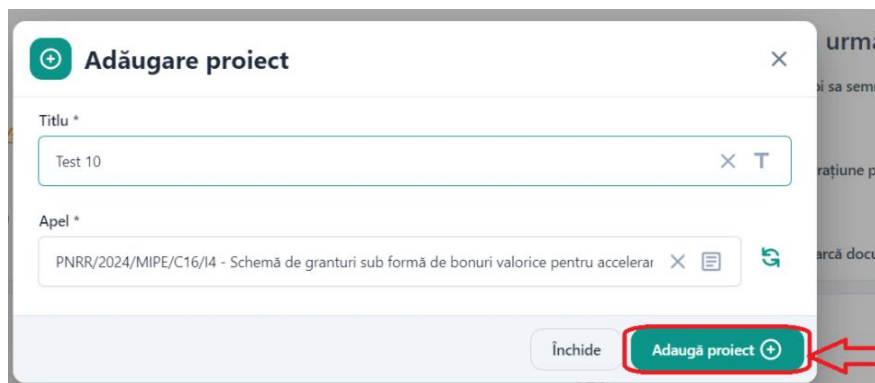 Adăugare proiect
urma
Titlu *
Test 10
Apel *
PNRR/2024/MIPE/C16/I4 - Schemă de granturi sub formă de bonuri valorice pentru accelerar
Închide
Adaugă proiect